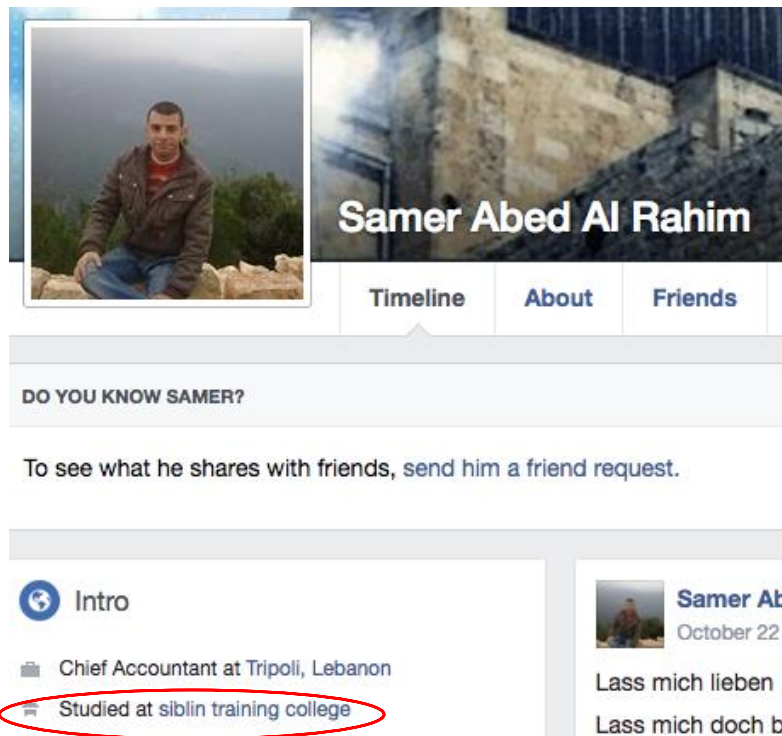 Samer Abed Al Rahim
Timeline About Friends
DO YOU KNOW SAMER?
To see what he shares with friends, send him a friend request.
Intro
Chief Accountant at Tripoli, Lebanon
Studied at siblin training college
Samer Ab
October 22
Lass mich lieben
Lass mich doch b